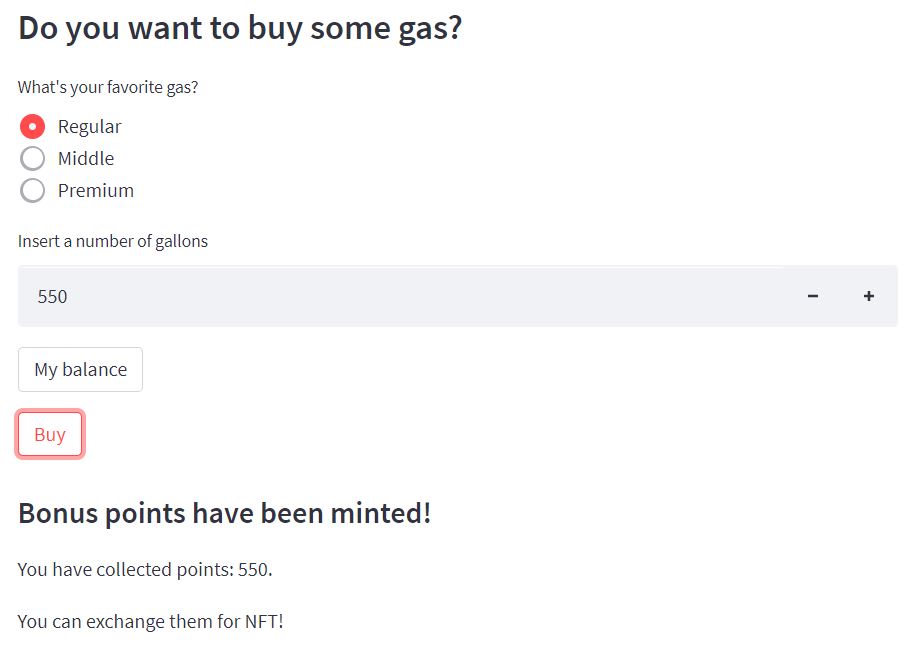 Do you want to buy some gas?
What's your favorite gas?
Regular
Middle
Premium
Insert a number of gallons
550
My balance
Buy
Bonus points have been minted!
You have collected points: 550.
You can exchange them for NFT!